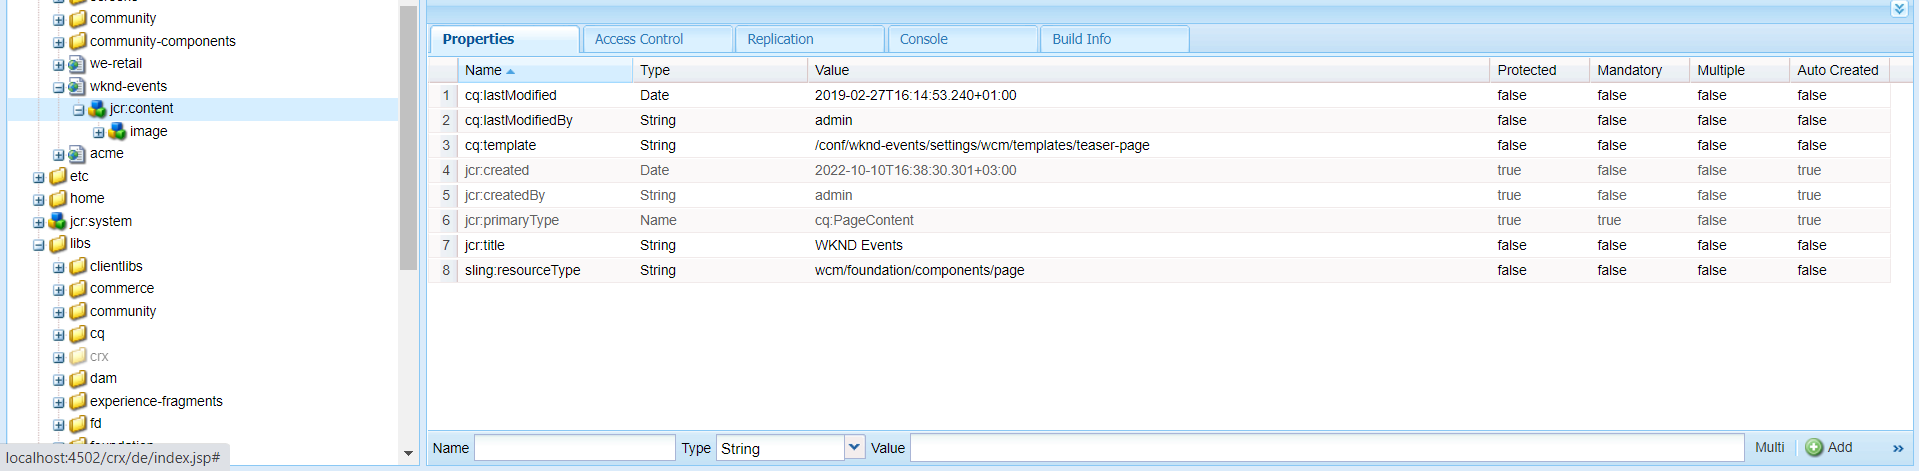 community
community-components
we-retail
wknd-events
jcr:content
image
acme
etc
home
jcr:system
libs
clientlibs
commerce
community
cq
crx
dam
experience-fragments
fd
localhost:4502/crx/de/index.jsp#
Properties Access Control Replication Console Build Info
Name Type Value Protected Mandatory Multiple Auto Created
1 cq:lastModified Date 2019-02-27T16:14:53.240+01:00 false false false false
2 cq:lastModifiedBy String admin false false false false
3 cq:template String /conf/wknd-events/settings/wcm/templates/teaser-page false false false false
4 jcr:created Date 2022-10-10T16:38:30.301+03:00 true false false true
5 jcr:createdBy String admin true false false true
6 jcr:primaryType Name cq:PageContent true true false true
7 jcr:title String WKND Events false false false false
8 sling:resourceType String wcm/foundation/components/page false false false false
Name Type String Value Multi Add »